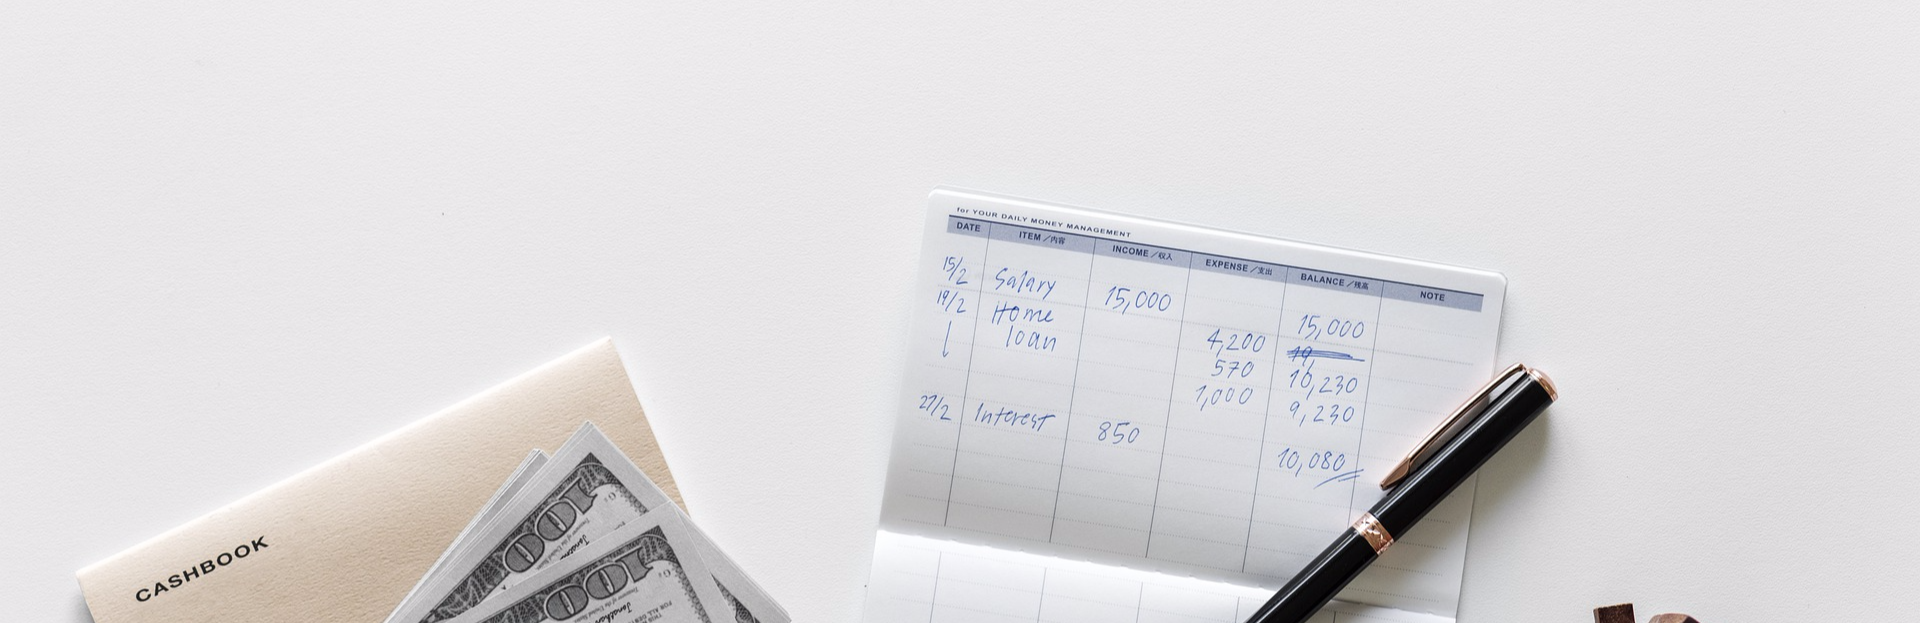 for YOUR DAILY MONEY MANAGEMENT
DATE ITEM／内容 INCOME／収入 EXPENSE／支出 BALANCE／残高 NOTE
15/2 Salary 15,000 15,000
19/2 Home
loan 4,200
570 10,230
1,000 9,230
27/2 Interest 850 10,080
CASHBOOK
100
100
FOR ALL